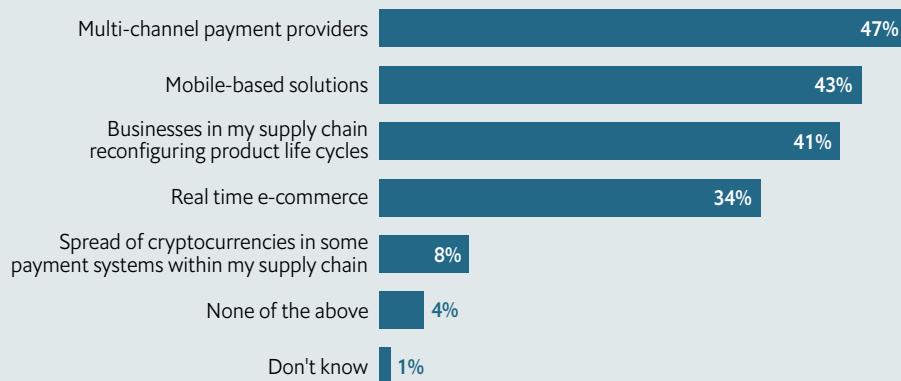 Multi-channel payment providers 47%
Mobile-based solutions 43%
Businesses in my supply chain
reconfiguring product life cycles 41%
Real time e-commerce 34%
Spread of cryptocurrencies in some
payment systems within my supply chain 8%
None of the above 4%
Don't know 1%